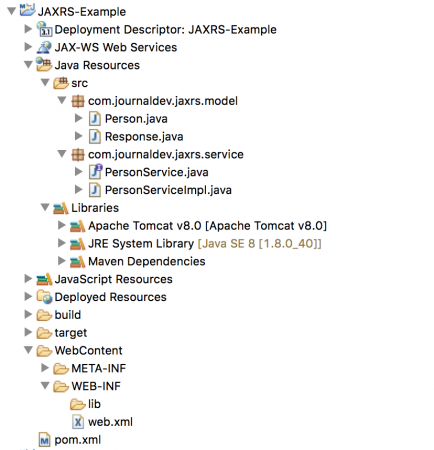 JAXRS-Example
3.1 Deployment Descriptor: JAXRS-Example
JAX-WS Web Services
Java Resources
src
com.journaldev.jaxrs.model
Person.java
Response.java
com.journaldev.jaxrs.service
PersonService.java
PersonServiceImpl.java
Libraries
Apache Tomcat v8.0 [Apache Tomcat v8.0]
JRE System Library [Java SE 8 [1.8.0_40]]
Maven Dependencies
JavaScript Resources
Deployed Resources
build
target
WebContent
META-INF
WEB-INF
lib
web.xml
pom.xml